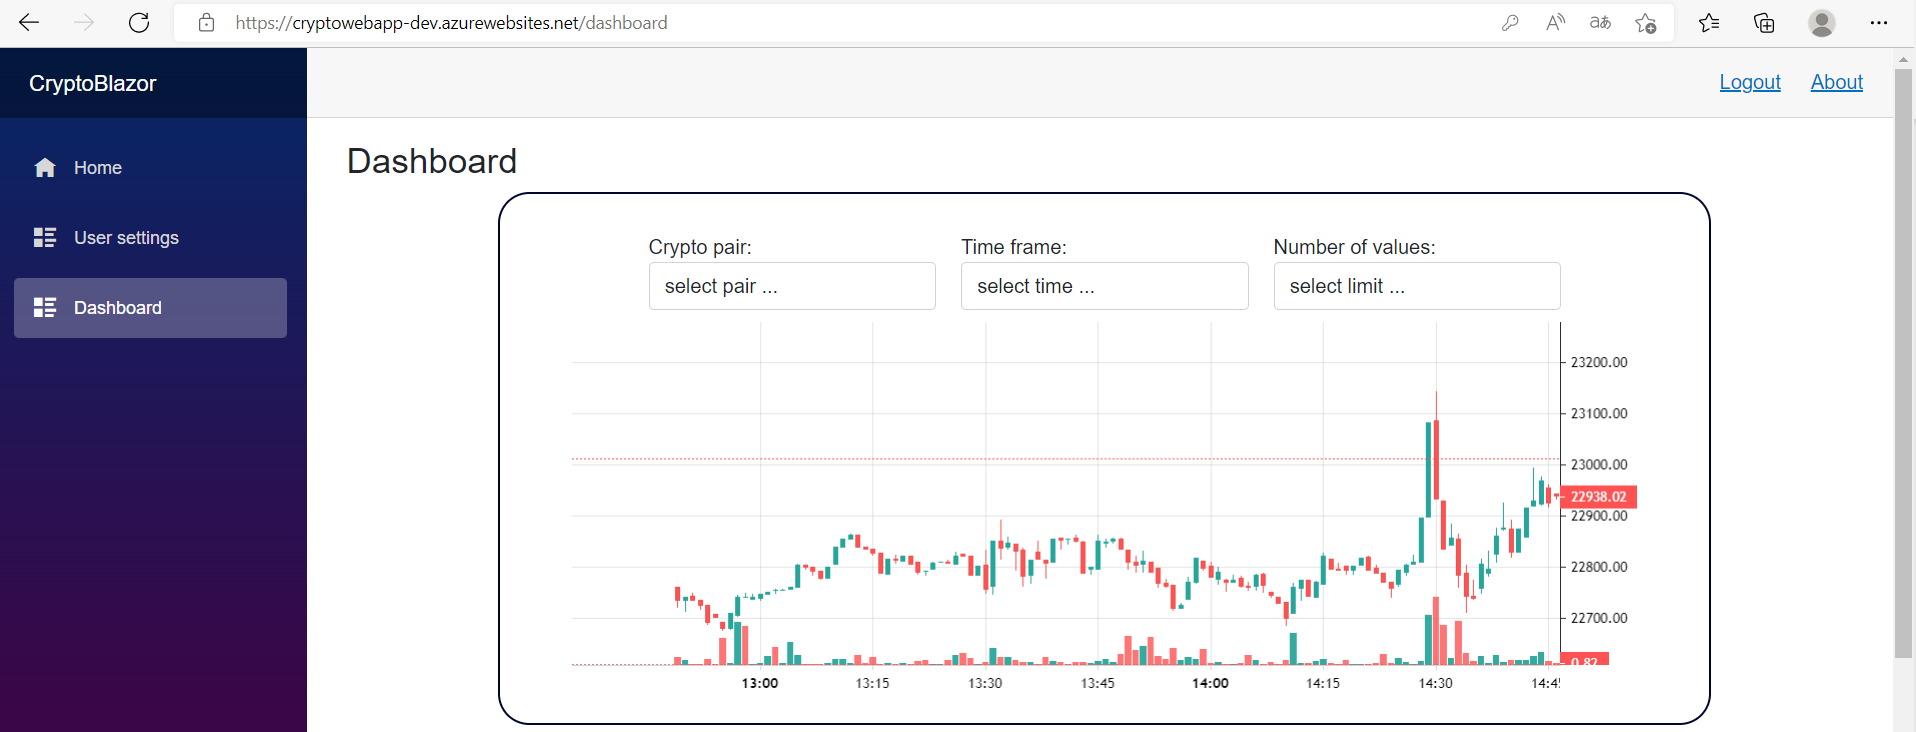 https://cryptowebapp-dev.azurewebsites.net/dashboard
CryptoBlazor
Logout About
Home
User settings
Dashboard
Dashboard
Crypto pair: Time frame: Number of values:
select pair ... select time ... select limit ...
23200.00
23100.00
23000.00
22938.02
22900.00
22800.00
22700.00
0.82
13:00 13:15 13:30 13:45 14:00 14:15 14:30